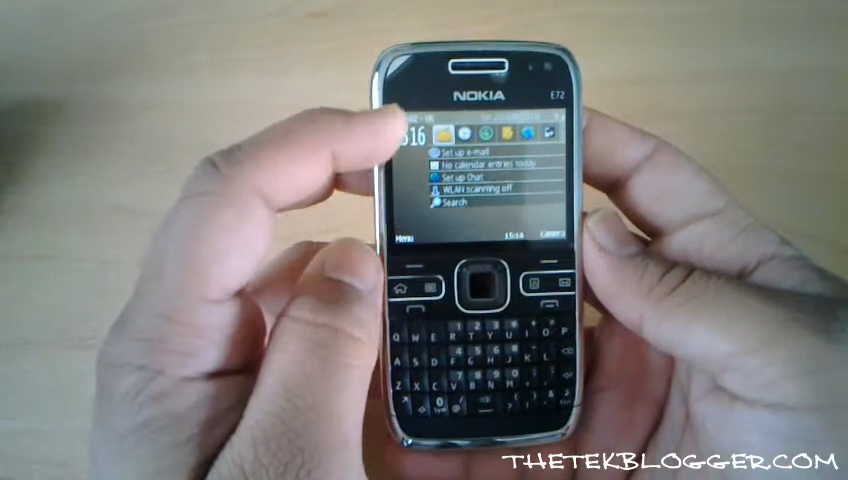 NOKIA E72
Set up e-mail
No calendar entries today
Set up Chat
WLAN scanning off
Search
Menu 15:16 Camera
Q W E R T Y U I O P
A S D F G H J K L
Z X C V B N M
THETEKBLOGGER.COM